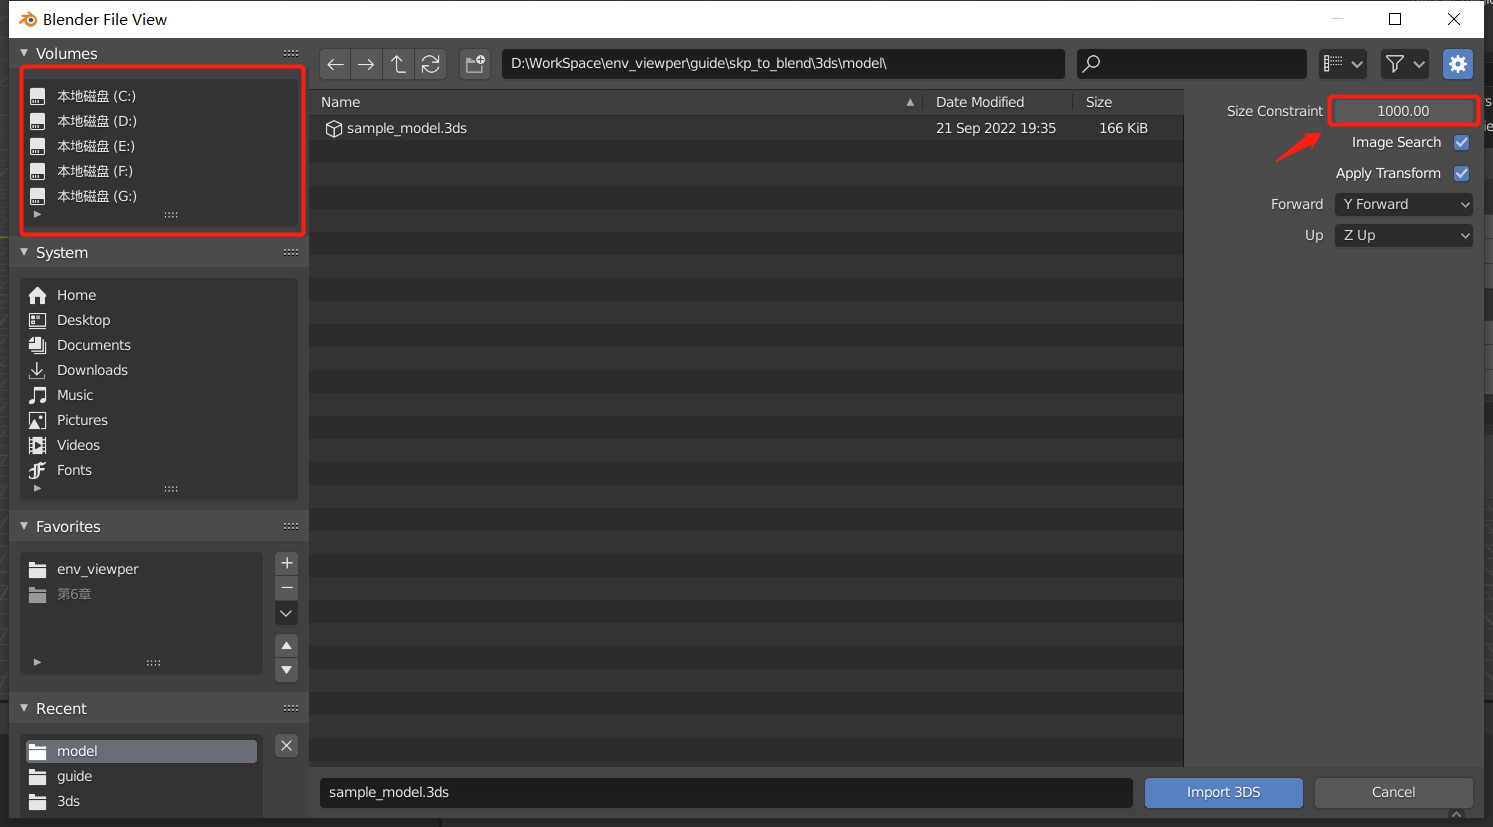 Blender File View
Volumes
本地磁盘 (C:)
本地磁盘 (D:)
本地磁盘 (E:)
本地磁盘 (F:)
本地磁盘 (G:)
System
Home
Desktop
Documents
Downloads
Music
Pictures
Videos
Fonts
Favorites
env_viewper
第6章
Recent
model
guide
3ds
D:\WorkSpace\env_viewper\guide\skp_to_blend\3ds\model\
Name Date Modified Size
sample_model.3ds 21 Sep 2022 19:35 166 KiB
Size Constraint 1000.00
Image Search
Apply Transform
Forward Y Forward
Up Z Up
sample_model.3ds
Import 3DS
Cancel